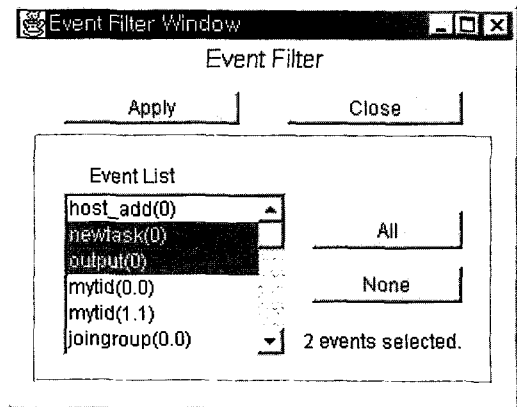 Event Filter Window
Event Filter
Apply Close
Event List
host_add(0)
newtask(0)
output(0)
mytid(0.0)
mytid(1.1)
joingroup(0.0)
All
None
2 events selected.